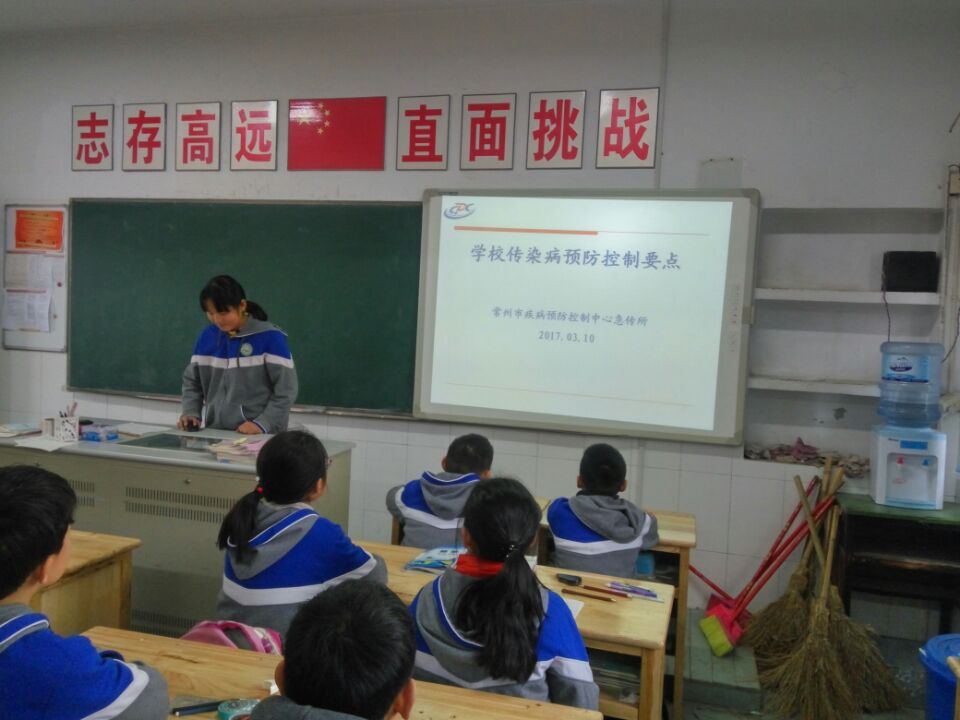 志存高远 直面挑战
CDC
学校传染病预防控制要点
常州市疾病预防控制中心急传所
2017.03.10